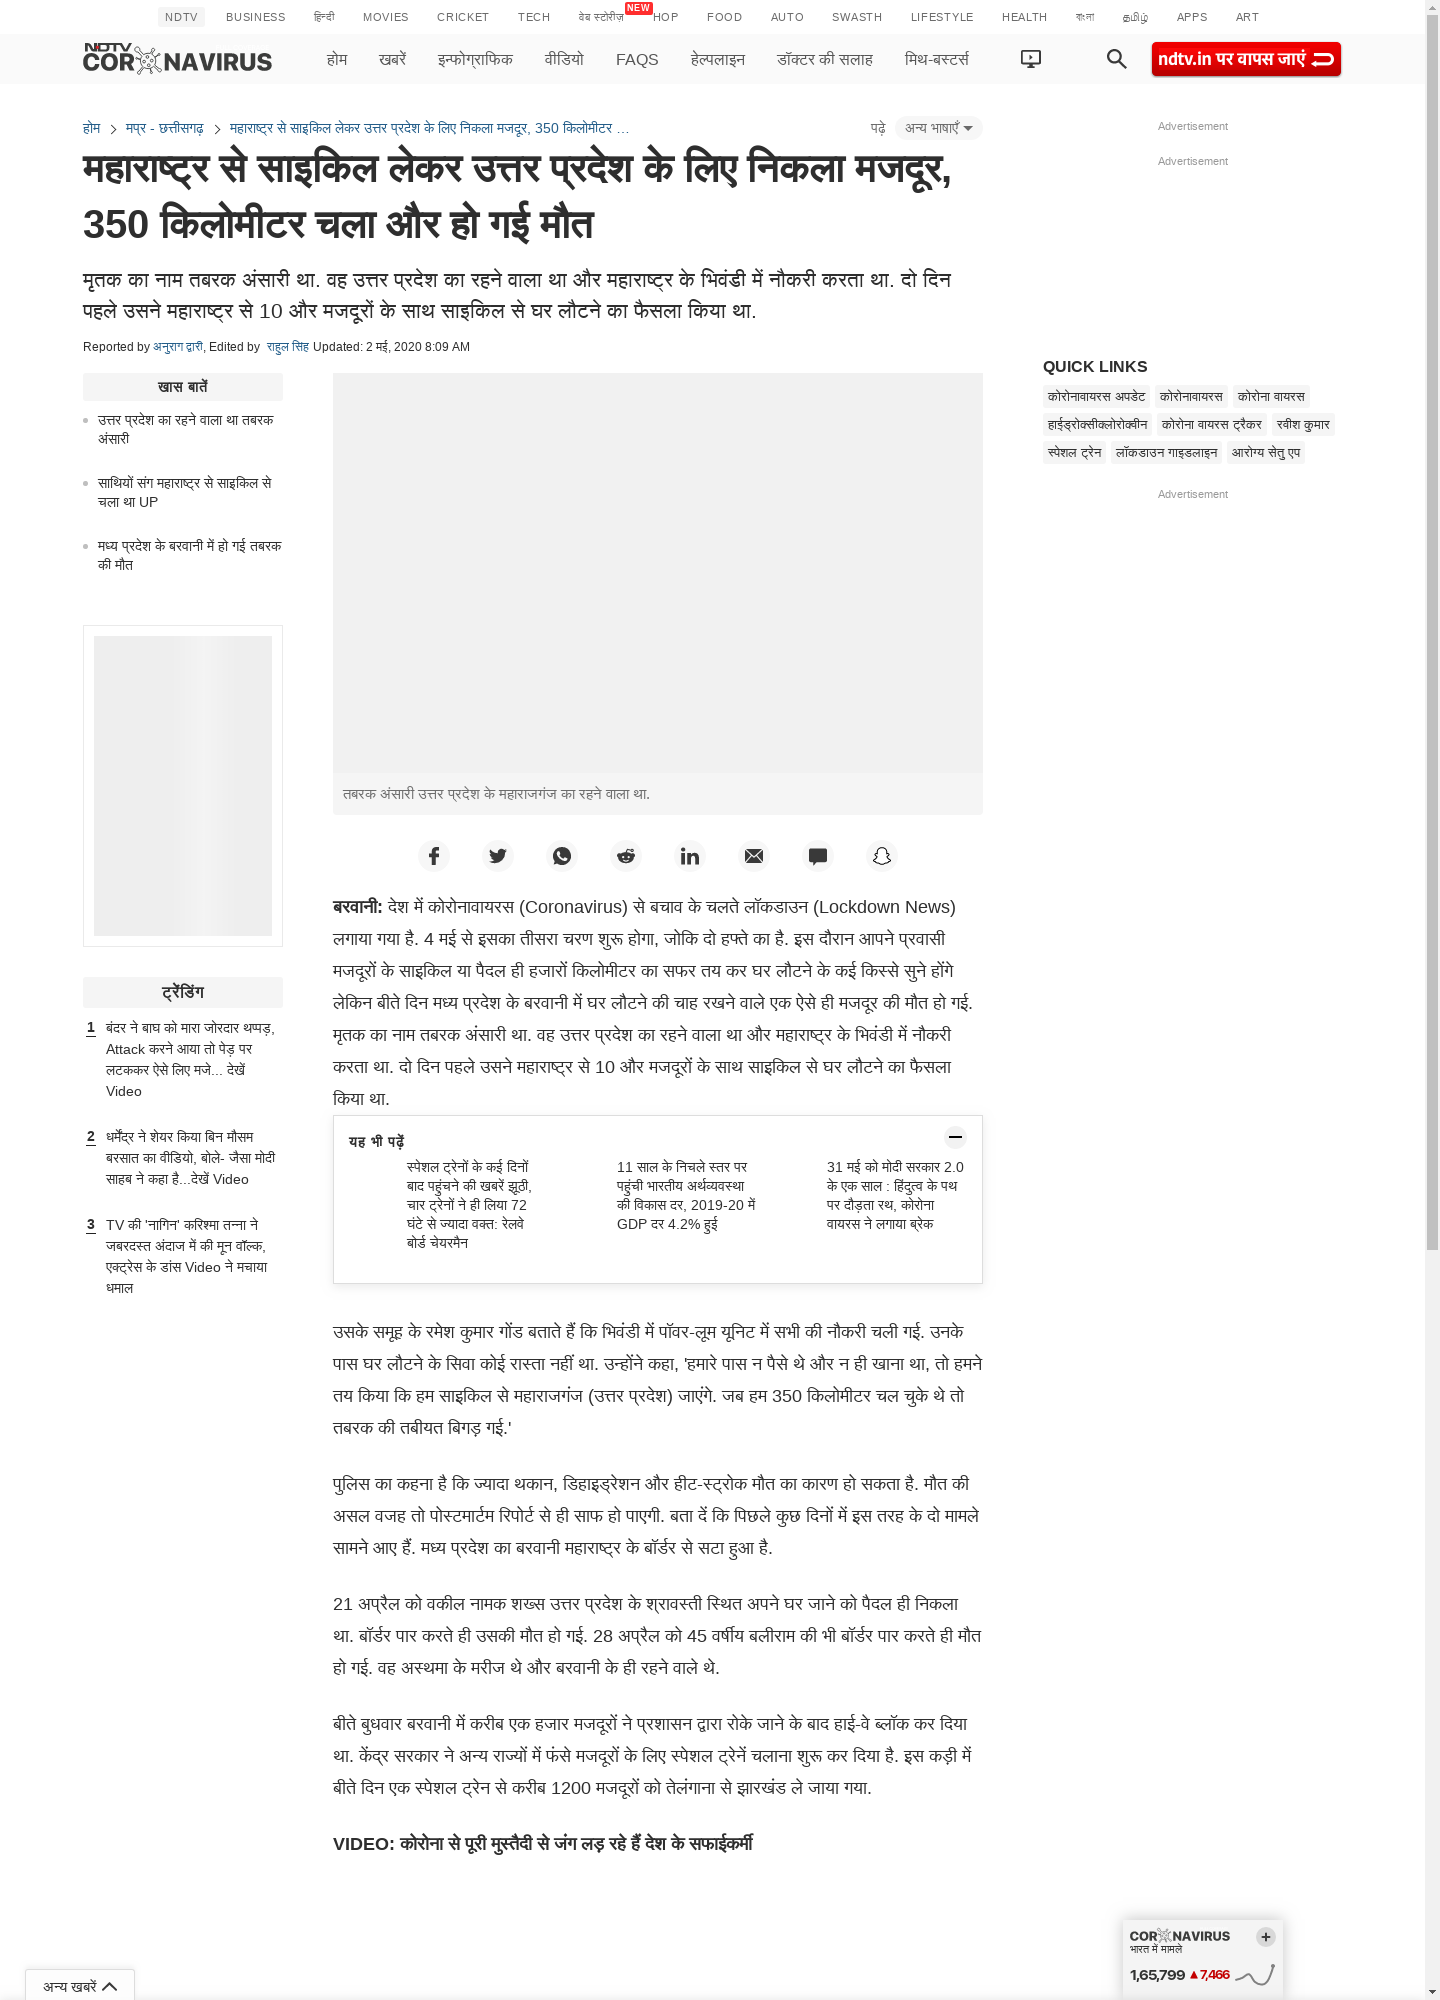 NDTV BUSINESS हिन्दी MOVIES CRICKET TECH वेब स्टोरीज़ NEW HOP FOOD AUTO SWASTH LIFESTYLE HEALTH বাংলা தமிழ் APPS ART
NDTV
CORONAVIRUS होम खबरें इन्फोग्राफिक वीडियो FAQS हेल्पलाइन डॉक्टर की सलाह मिथ-बस्टर्स ndtv.in पर वापस जाएं
होम मप्र - छत्तीसगढ़ महाराष्ट्र से साइकिल लेकर उत्तर प्रदेश के लिए निकला मजदूर, 350 किलोमीटर …
पढ़े अन्य भाषाएँ
महाराष्ट्र से साइकिल लेकर उत्तर प्रदेश के लिए निकला मजदूर,
350 किलोमीटर चला और हो गई मौत
मृतक का नाम तबरक अंसारी था. वह उत्तर प्रदेश का रहने वाला था और महाराष्ट्र के भिवंडी में नौकरी करता था. दो दिन
पहले उसने महाराष्ट्र से 10 और मजदूरों के साथ साइकिल से घर लौटने का फैसला किया था.
Reported by अनुराग द्वारी, Edited by राहुल सिंह Updated: 2 मई, 2020 8:09 AM
खास बातें
उत्तर प्रदेश का रहने वाला था तबरक
अंसारी
साथियों संग महाराष्ट्र से साइकिल से
चला था UP
मध्य प्रदेश के बरवानी में हो गई तबरक
की मौत
ट्रेंडिंग
1 बंदर ने बाघ को मारा जोरदार थप्पड़,
Attack करने आया तो पेड़ पर
लटककर ऐसे लिए मजे... देखें
Video
2 धर्मेंद्र ने शेयर किया बिन मौसम
बरसात का वीडियो, बोले- जैसा मोदी
साहब ने कहा है...देखें Video
3 TV की 'नागिन' करिश्मा तन्ना ने
जबरदस्त अंदाज में की मून वॉल्क,
एक्ट्रेस के डांस Video ने मचाया
धमाल
तबरक अंसारी उत्तर प्रदेश के महाराजगंज का रहने वाला था.
बरवानी: देश में कोरोनावायरस (Coronavirus) से बचाव के चलते लॉकडाउन (Lockdown News)
लगाया गया है. 4 मई से इसका तीसरा चरण शुरू होगा, जोकि दो हफ्ते का है. इस दौरान आपने प्रवासी
मजदूरों के साइकिल या पैदल ही हजारों किलोमीटर का सफर तय कर घर लौटने के कई किस्से सुने होंगे
लेकिन बीते दिन मध्य प्रदेश के बरवानी में घर लौटने की चाह रखने वाले एक ऐसे ही मजदूर की मौत हो गई.
मृतक का नाम तबरक अंसारी था. वह उत्तर प्रदेश का रहने वाला था और महाराष्ट्र के भिवंडी में नौकरी
करता था. दो दिन पहले उसने महाराष्ट्र से 10 और मजदूरों के साथ साइकिल से घर लौटने का फैसला
किया था.
यह भी पढ़ें
स्पेशल ट्रेनों के कई दिनों
बाद पहुंचने की खबरें झूठी,
चार ट्रेनों ने ही लिया 72
घंटे से ज्यादा वक्त: रेलवे
बोर्ड चेयरमैन
11 साल के निचले स्तर पर
पहुंची भारतीय अर्थव्यवस्था
की विकास दर, 2019-20 में
GDP दर 4.2% हुई
31 मई को मोदी सरकार 2.0
के एक साल : हिंदुत्व के पथ
पर दौड़ता रथ, कोरोना
वायरस ने लगाया ब्रेक
उसके समूह के रमेश कुमार गोंड बताते हैं कि भिवंडी में पॉवर-लूम यूनिट में सभी की नौकरी चली गई. उनके
पास घर लौटने के सिवा कोई रास्ता नहीं था. उन्होंने कहा, 'हमारे पास न पैसे थे और न ही खाना था, तो हमने
तय किया कि हम साइकिल से महाराजगंज (उत्तर प्रदेश) जाएंगे. जब हम 350 किलोमीटर चल चुके थे तो
तबरक की तबीयत बिगड़ गई.'
पुलिस का कहना है कि ज्यादा थकान, डिहाइड्रेशन और हीट-स्ट्रोक मौत का कारण हो सकता है. मौत की
असल वजह तो पोस्टमार्टम रिपोर्ट से ही साफ हो पाएगी. बता दें कि पिछले कुछ दिनों में इस तरह के दो मामले
सामने आए हैं. मध्य प्रदेश का बरवानी महाराष्ट्र के बॉर्डर से सटा हुआ है.
21 अप्रैल को वकील नामक शख्स उत्तर प्रदेश के श्रावस्ती स्थित अपने घर जाने को पैदल ही निकला
था. बॉर्डर पार करते ही उसकी मौत हो गई. 28 अप्रैल को 45 वर्षीय बलीराम की भी बॉर्डर पार करते ही मौत
हो गई. वह अस्थमा के मरीज थे और बरवानी के ही रहने वाले थे.
बीते बुधवार बरवानी में करीब एक हजार मजदूरों ने प्रशासन द्वारा रोके जाने के बाद हाई-वे ब्लॉक कर दिया
था. केंद्र सरकार ने अन्य राज्यों में फंसे मजदूरों के लिए स्पेशल ट्रेनें चलाना शुरू कर दिया है. इस कड़ी में
बीते दिन एक स्पेशल ट्रेन से करीब 1200 मजदूरों को तेलंगाना से झारखंड ले जाया गया.
VIDEO: कोरोना से पूरी मुस्तैदी से जंग लड़ रहे हैं देश के सफाईकर्मी
Advertisement
Advertisement
QUICK LINKS
कोरोनावायरस अपडेट कोरोनावायरस कोरोना वायरस
हाईड्रोक्सीक्लोरोक्वीन कोरोना वायरस ट्रैकर रवीश कुमार
स्पेशल ट्रेन लॉकडाउन गाइडलाइन आरोग्य सेतु एप
Advertisement
CORONAVIRUS
भारत में मामले
1,65,799 7,466
अन्य खबरें